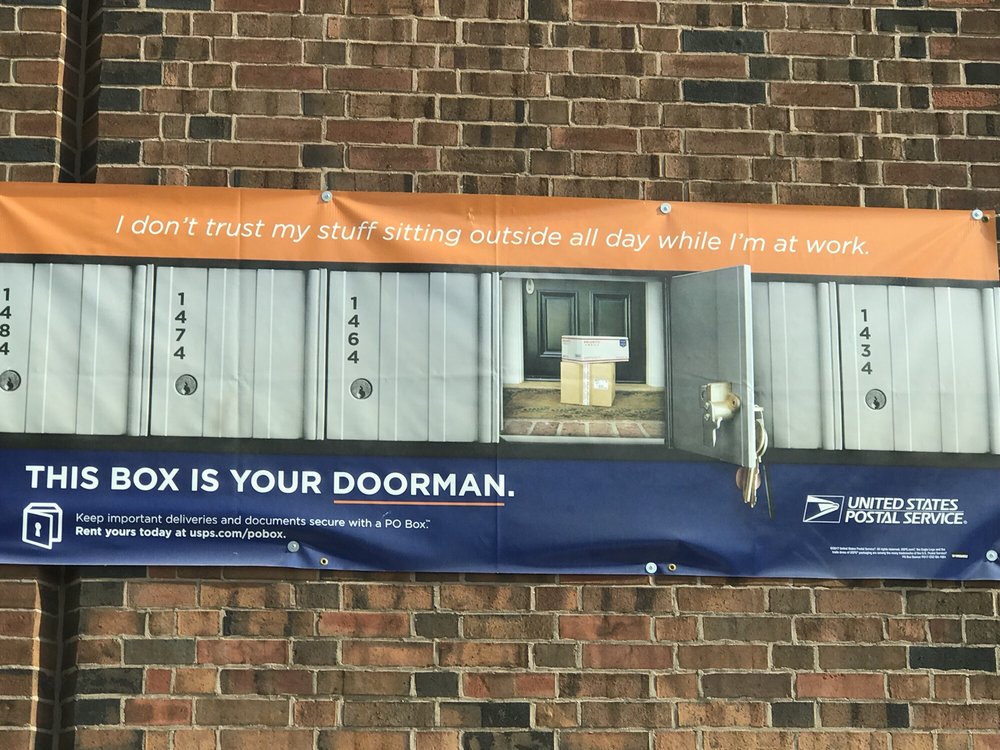 I don't trust my stuff sitting outside all day while I'm at work.
1484
1474
1464
1434
PRIORITY
THIS BOX IS YOUR DOORMAN.
Keep important deliveries and documents secure with a PO Box.™
Rent yours today at usps.com/pobox.
UNITED STATES
POSTAL SERVICE®